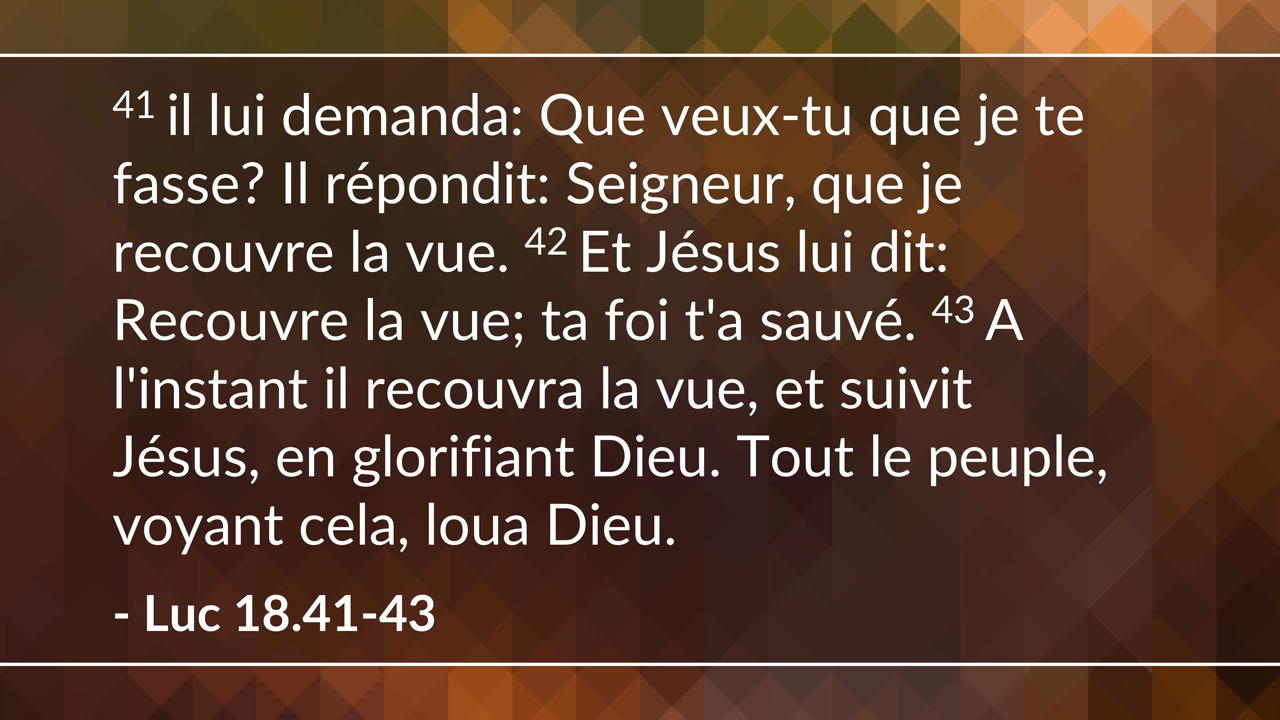 41 il lui demanda: Que veux-tu que je te
fasse? Il répondit: Seigneur, que je
recouvre la vue. 42 Et Jésus lui dit:
Recouvre la vue; ta foi t'a sauvé. 43 A
l'instant il recouvra la vue, et suivit
Jésus, en glorifiant Dieu. Tout le peuple,
voyant cela, loua Dieu.
- Luc 18.41-43